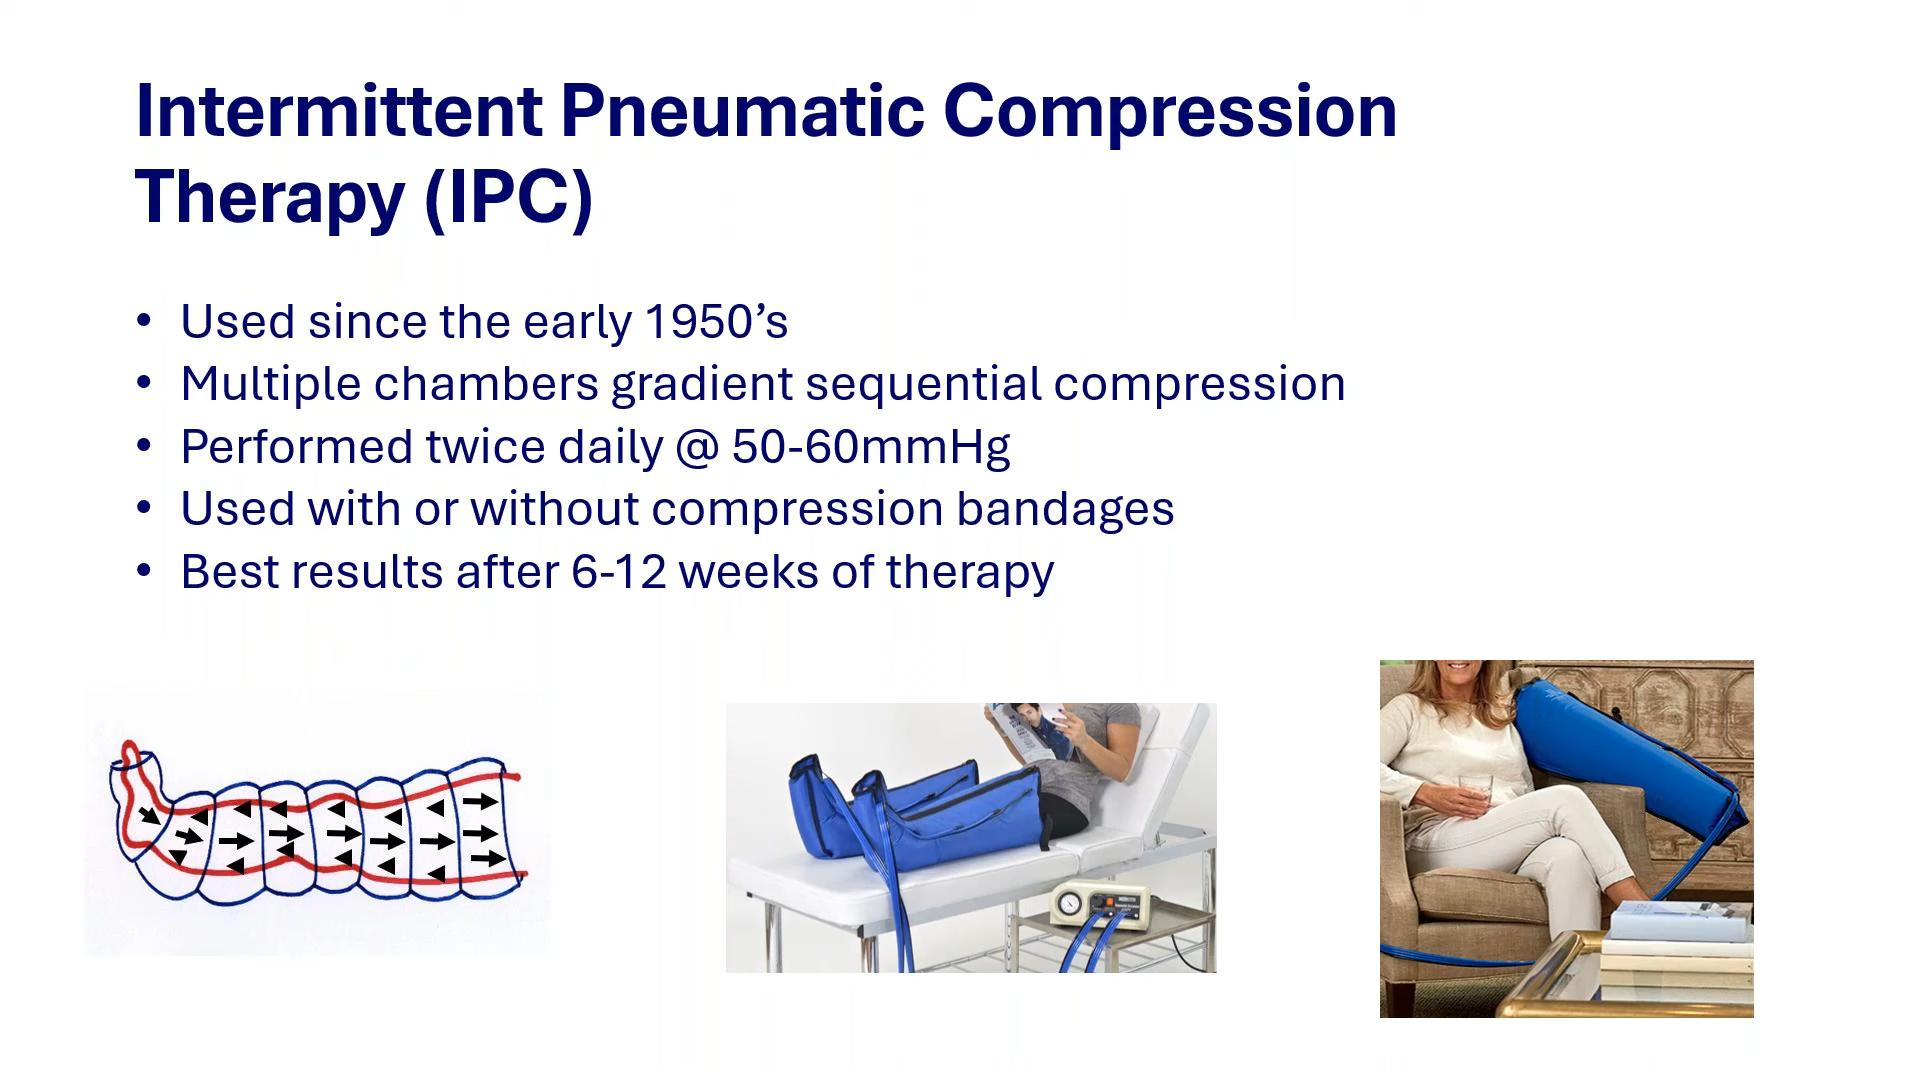 Intermittent Pneumatic Compression
Therapy (IPC)
• Used since the early 1950’s
• Multiple chambers gradient sequential compression
• Performed twice daily @ 50-60mmHg
• Used with or without compression bandages
• Best results after 6-12 weeks of therapy